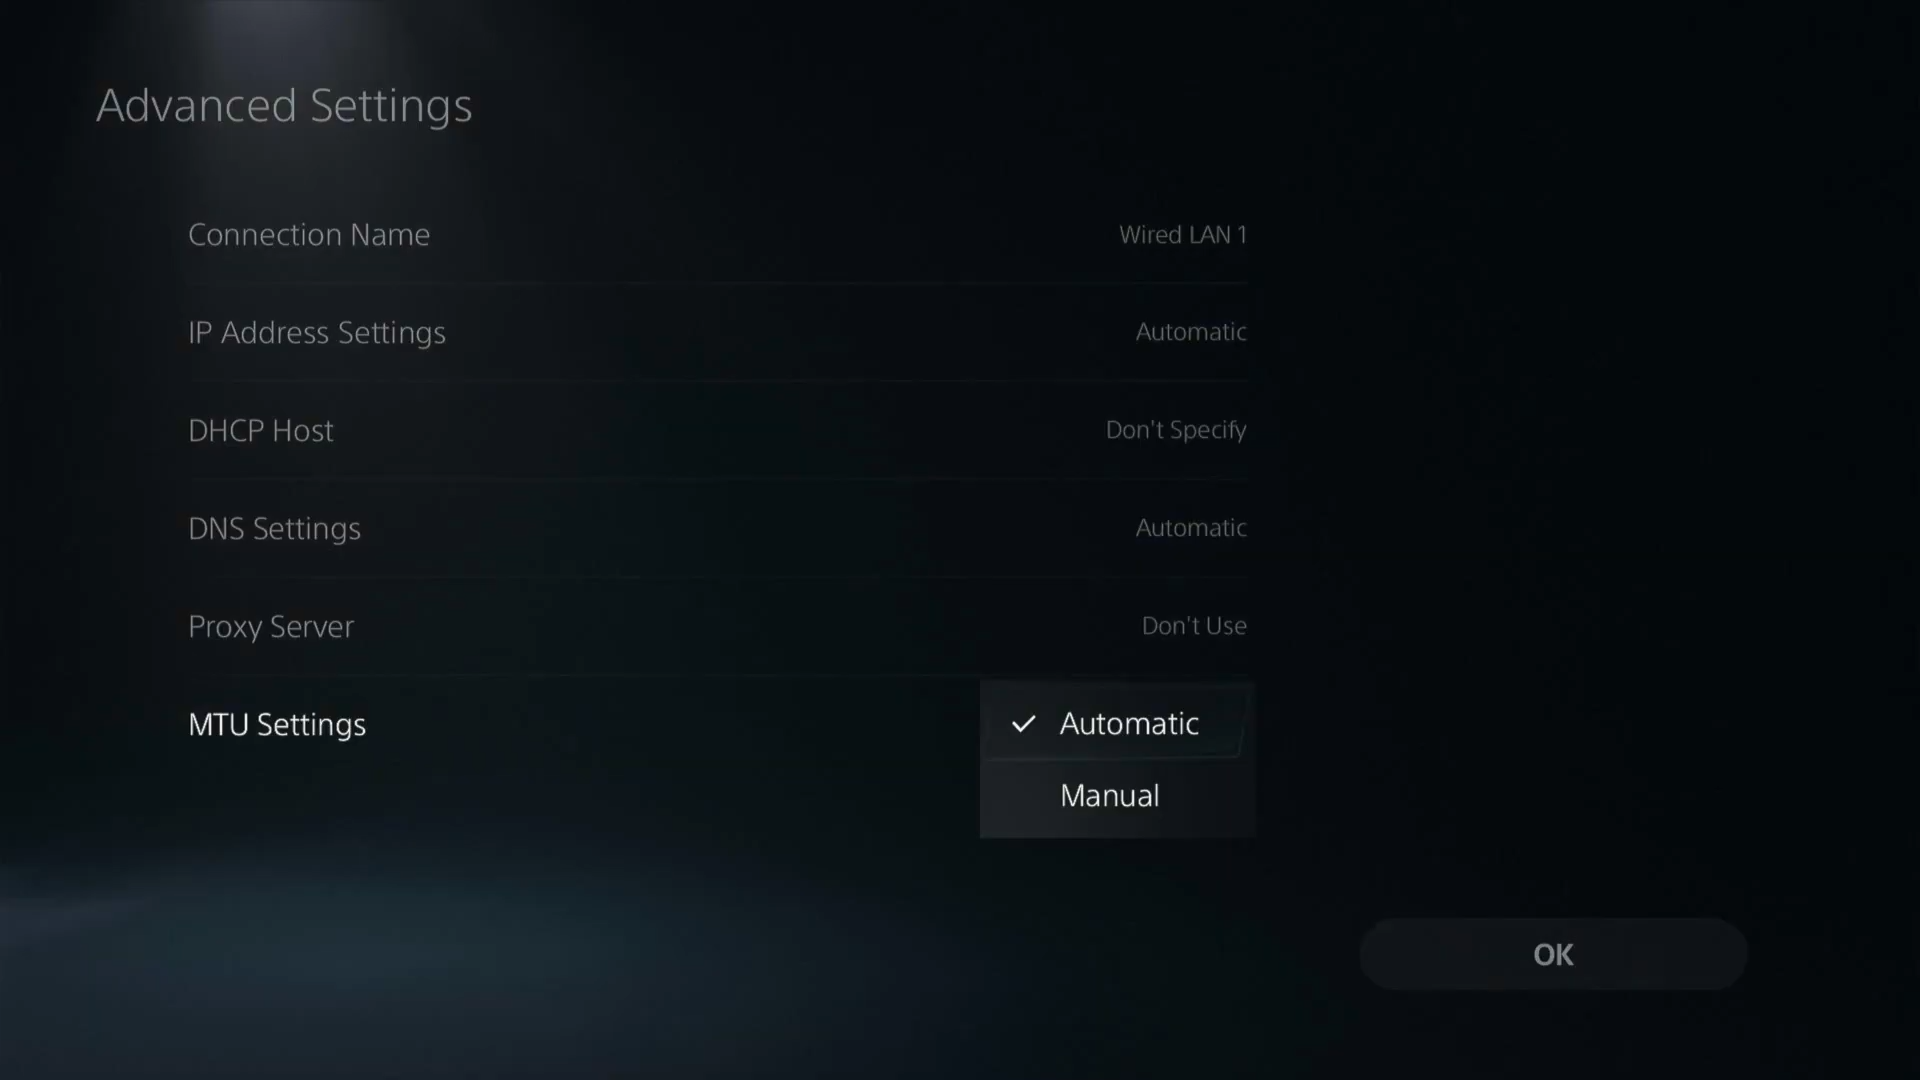 Advanced Settings
Connection Name Wired LAN 1
IP Address Settings Automatic
DHCP Host Don't Specify
DNS Settings Automatic
Proxy Server Don't Use
MTU Settings Automatic
Manual
OK